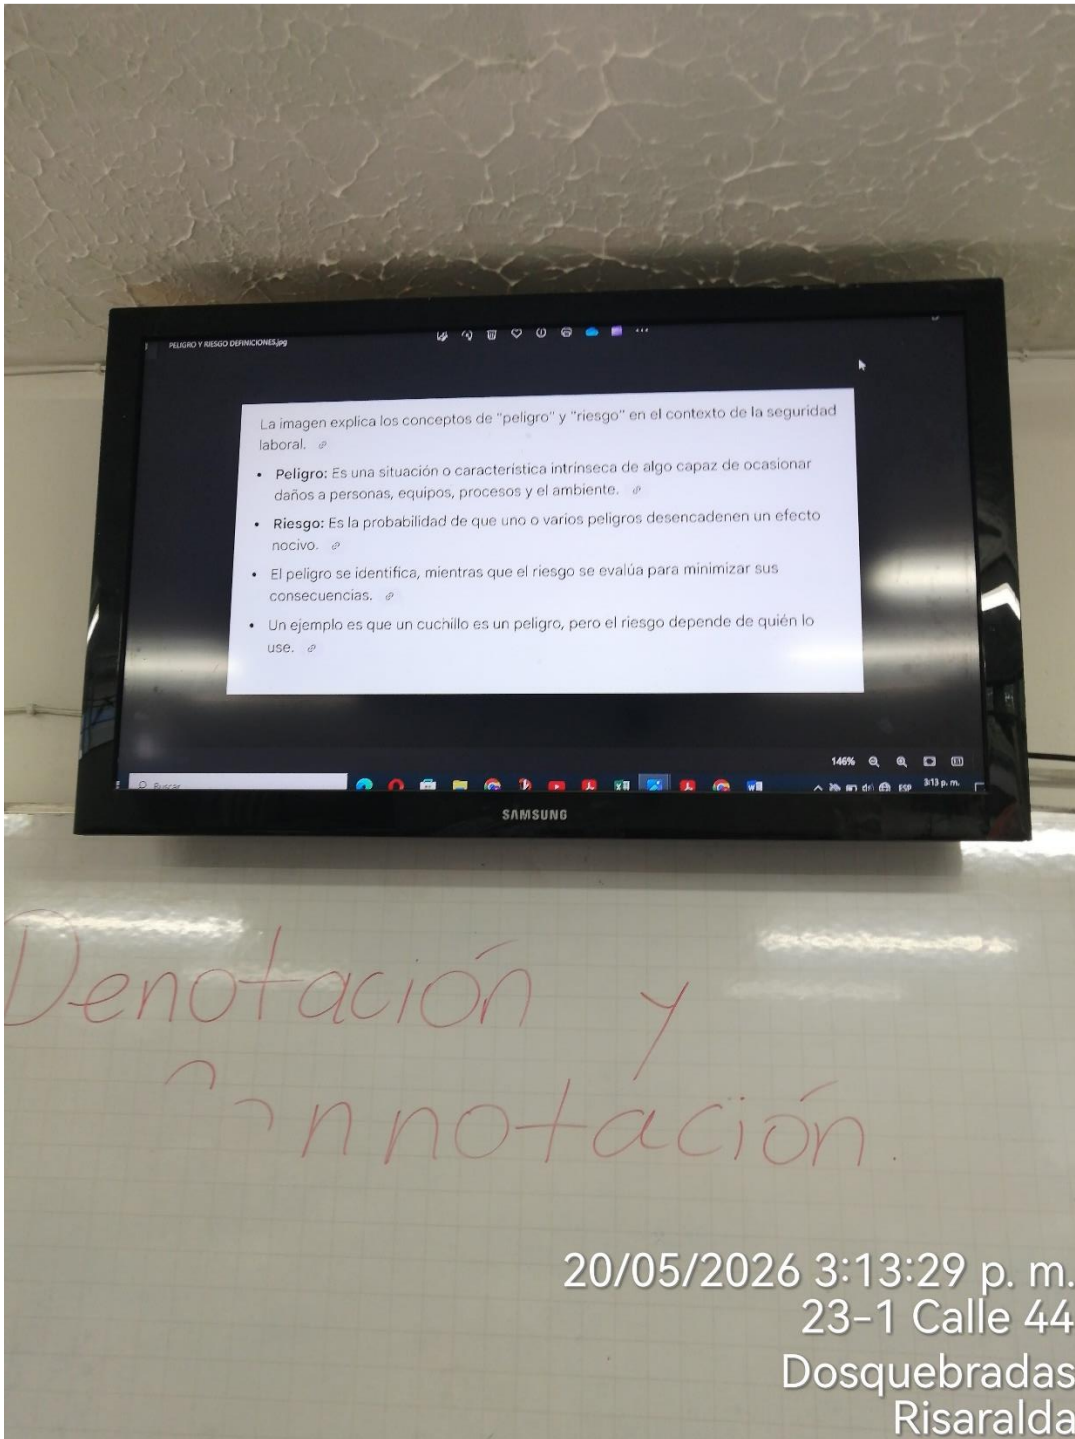 PELIGRO Y RIESGO DEFINICIONES.jpg
La imagen explica los conceptos de "peligro" y "riesgo" en el contexto de la seguridad
laboral.
• Peligro: Es una situación o característica intrínseca de algo capaz de ocasionar
daños a personas, equipos, procesos y el ambiente.
• Riesgo: Es la probabilidad de que uno o varios peligros desencadenen un efecto
nocivo.
• El peligro se identifica, mientras que el riesgo se evalúa para minimizar sus
consecuencias.
• Un ejemplo es que un cuchillo es un peligro, pero el riesgo depende de quién lo
use.
146%
Buscar
ESP 3:13 p. m.
SAMSUNG
Denotación y
Connotación.
20/05/2026 3:13:29 p. m.
23-1 Calle 44
Dosquebradas
Risaralda